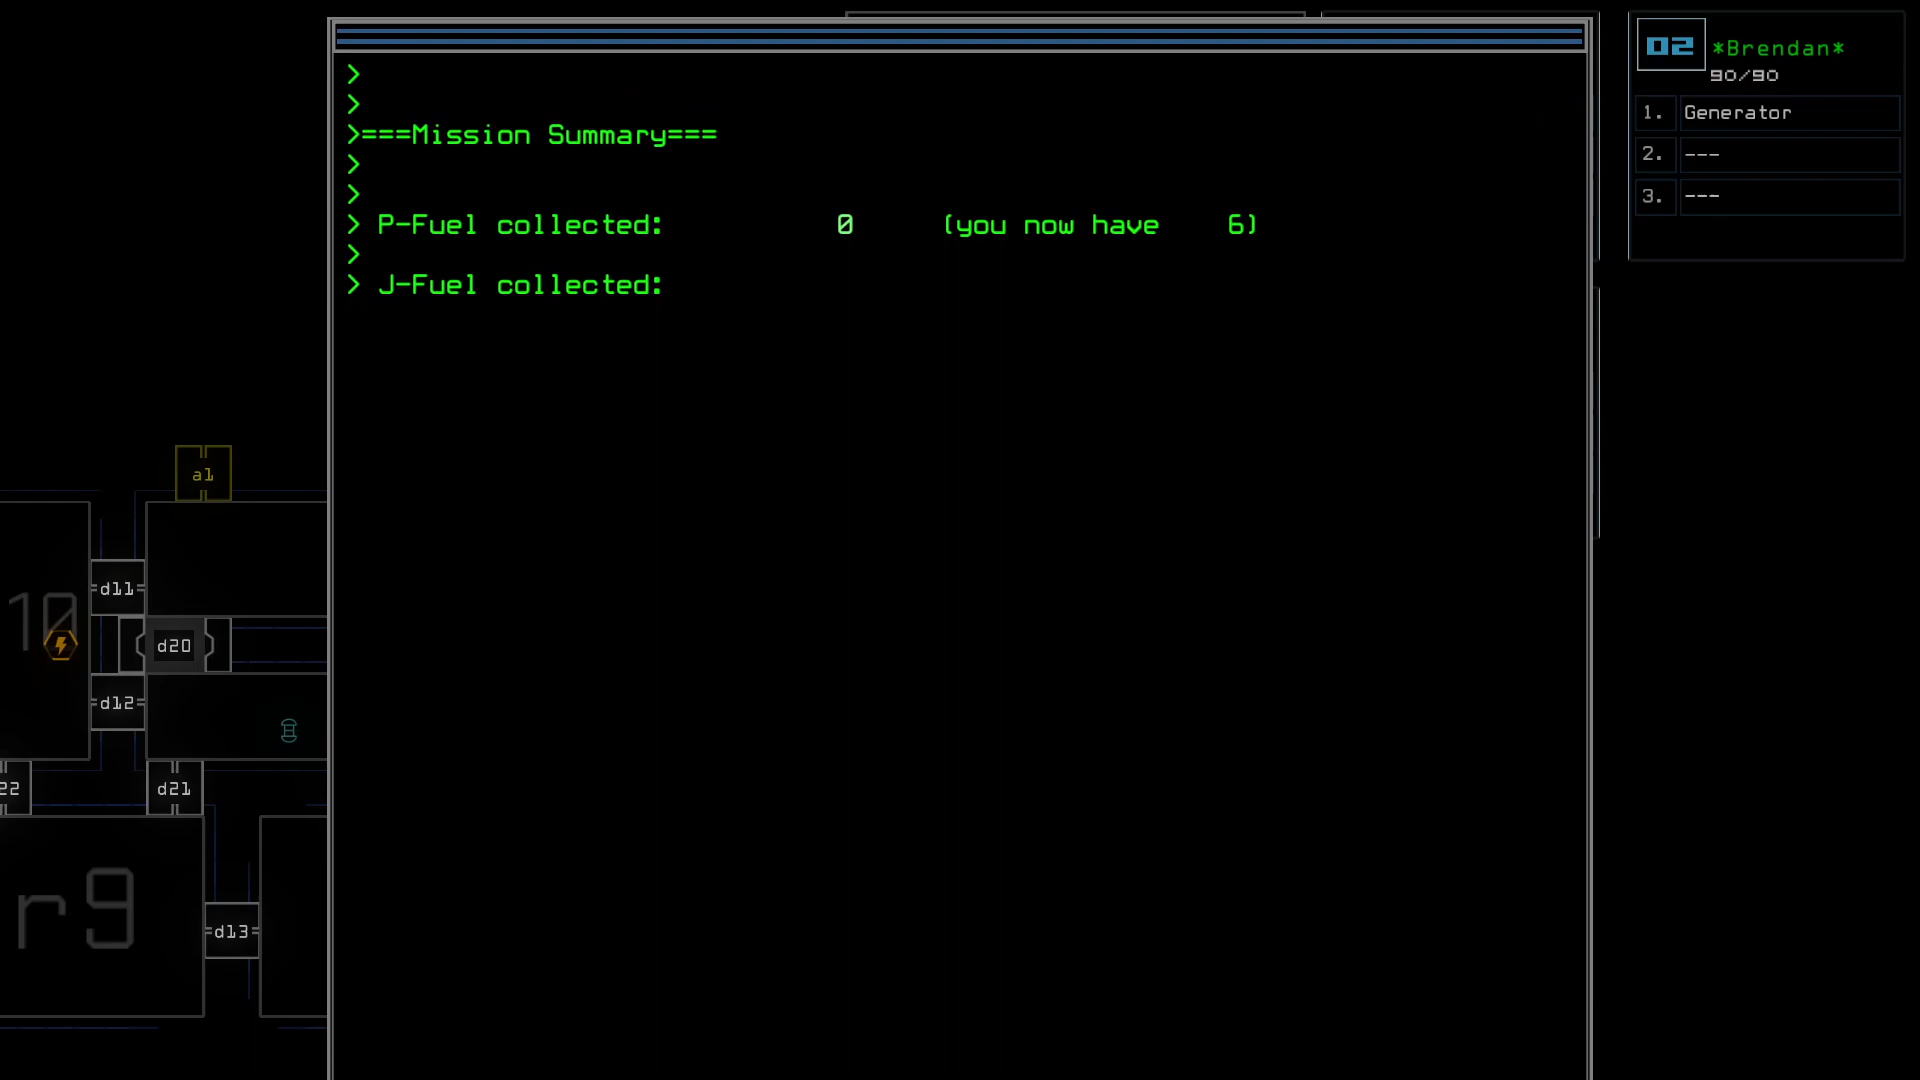 >
>
>===Mission Summary===
>
>
> P-Fuel collected: 0 (you now have 6)
>
> J-Fuel collected:
02 *Brendan*
90/90
1. Generator
2. ---
3. ---
a1
d11
10
d20
d12
22
d21
r9
d13